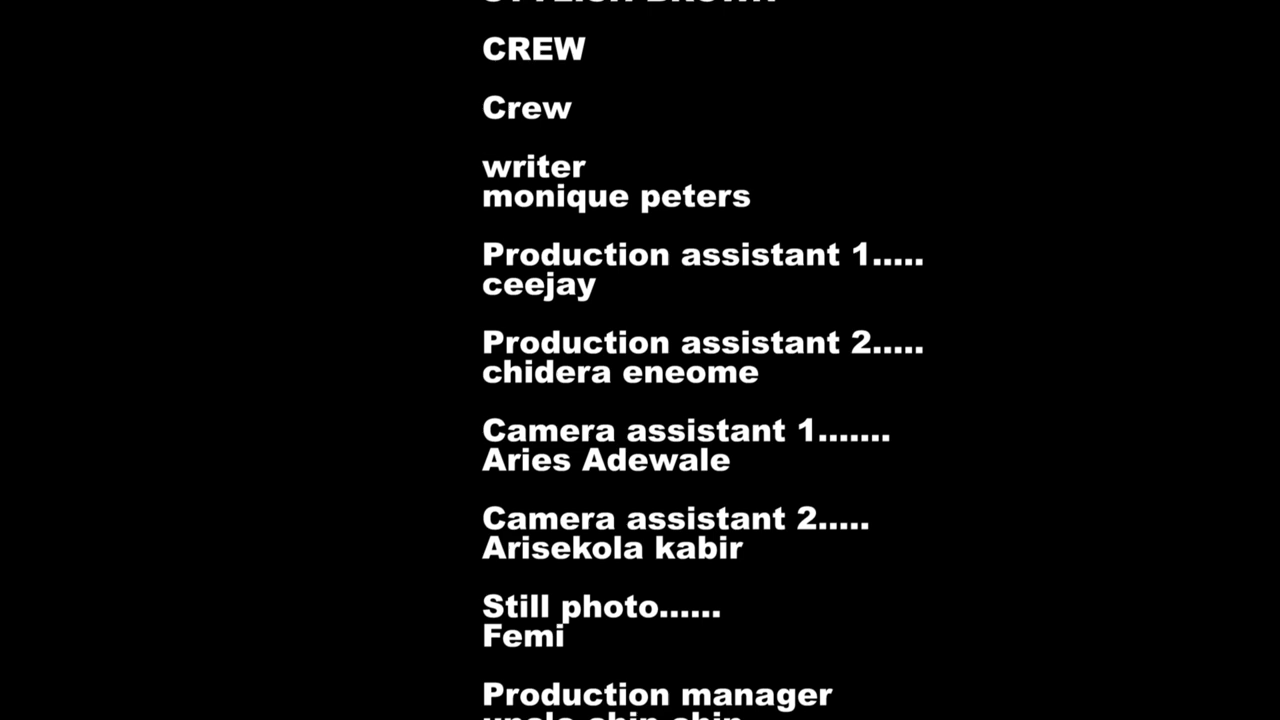 CREW
Crew
writer
monique peters
Production assistant 1.....
ceejay
Production assistant 2.....
chidera eneome
Camera assistant 1.......
Aries Adewale
Camera assistant 2.....
Arisekola kabir
Still photo......
Femi
Production manager